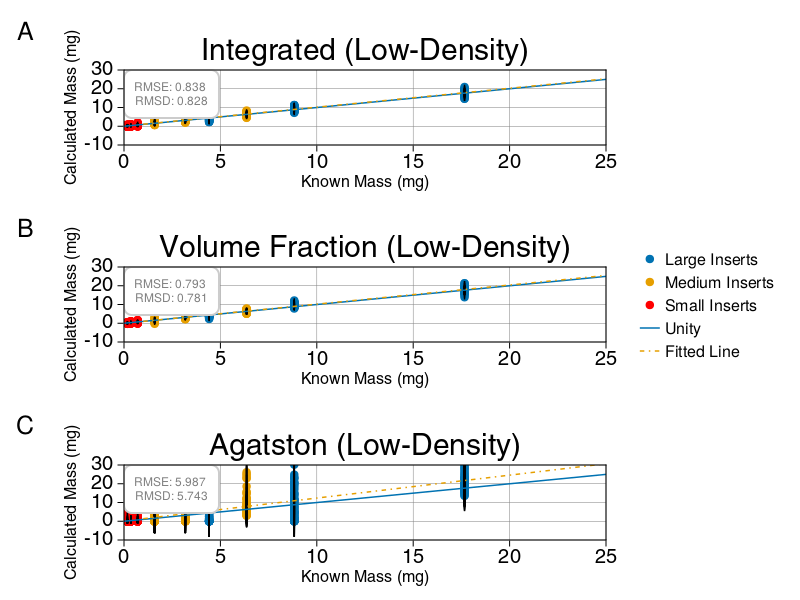 A
Integrated (Low-Density)
Calculated Mass (mg)
30
20
10
0
-10
RMSE: 0.838
RMSD: 0.828
0 5 10 15 20 25
Known Mass (mg)
B
Volume Fraction (Low-Density)
Calculated Mass (mg)
30
20
10
0
-10
RMSE: 0.793
RMSD: 0.781
0 5 10 15 20 25
Known Mass (mg)
Large Inserts
Medium Inserts
Small Inserts
Unity
Fitted Line
C
Agatston (Low-Density)
Calculated Mass (mg)
30
20
10
0
-10
RMSE: 5.987
RMSD: 5.743
0 5 10 15 20 25
Known Mass (mg)